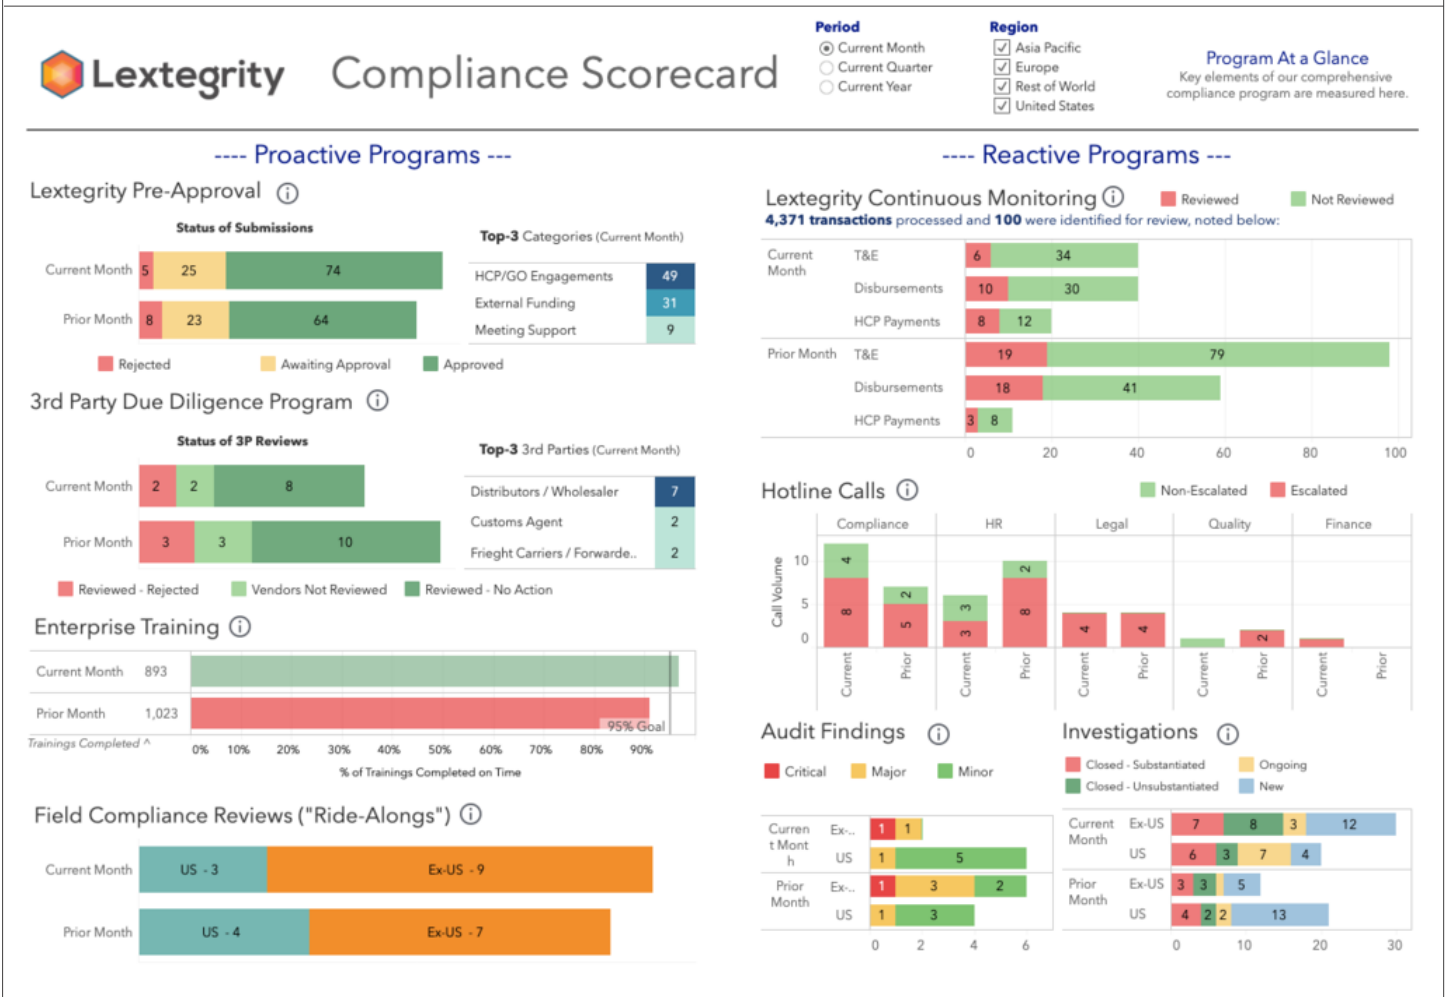 Lextegrity
Compliance Scorecard
Period
Current Month
Current Quarter
Current Year
Region
Asia Pacific
Europe
Rest of World
United States
Program At a Glance
Key elements of our comprehensive
compliance program are measured here.
---- Proactive Programs ---
Lextegrity Pre-Approval
Status of Submissions
Current Month 5 25 74
Prior Month 8 23 64
Rejected Awaiting Approval Approved
Top-3 Categories (Current Month)
HCP/GO Engagements 49
External Funding 31
Meeting Support 9
3rd Party Due Diligence Program
Status of 3P Reviews
Current Month 2 2 8
Prior Month 3 3 10
Reviewed - Rejected Vendors Not Reviewed Reviewed - No Action
Top-3 3rd Parties (Current Month)
Distributors / Wholesaler 7
Customs Agent 2
Frieght Carriers / Forwarde.. 2
Enterprise Training
Current Month 893
Prior Month 1,023
95% Goal
Trainings Completed ^
0% 10% 20% 30% 40% 50% 60% 70% 80% 90%
% of Trainings Completed on Time
Field Compliance Reviews ("Ride-Alongs")
Current Month US - 3 Ex-US - 9
Prior Month US - 4 Ex-US - 7
---- Reactive Programs ---
Lextegrity Continuous Monitoring
Reviewed Not Reviewed
4,371 transactions processed and 100 were identified for review, noted below:
Current
Month
T&E 6 34
Disbursements 10 30
HCP Payments 8 12
Prior Month T&E 19 79
Disbursements 18 41
HCP Payments 3 8
0 20 40 60 80 100
Hotline Calls
Non-Escalated Escalated
Compliance HR Legal Quality Finance
Call Volume
10
5
0
4 2 3 2
8 5 3 8 4 4 2
Current Prior Current Prior Current Prior Current Prior Current Prior
Audit Findings
Critical Major Minor
Curren
t Mont
h
Ex-.. 1 1
US 1 5
Prior
Month
Ex-.. 1 3 2
US 1 3
0 2 4 6
Investigations
Closed - Substantiated Ongoing
Closed - Unsubstantiated New
Current
Month
Ex-US 7 8 3 12
US 6 3 7 4
Prior
Month
Ex-US 3 3 5
US 4 2 2 13
0 10 20 30